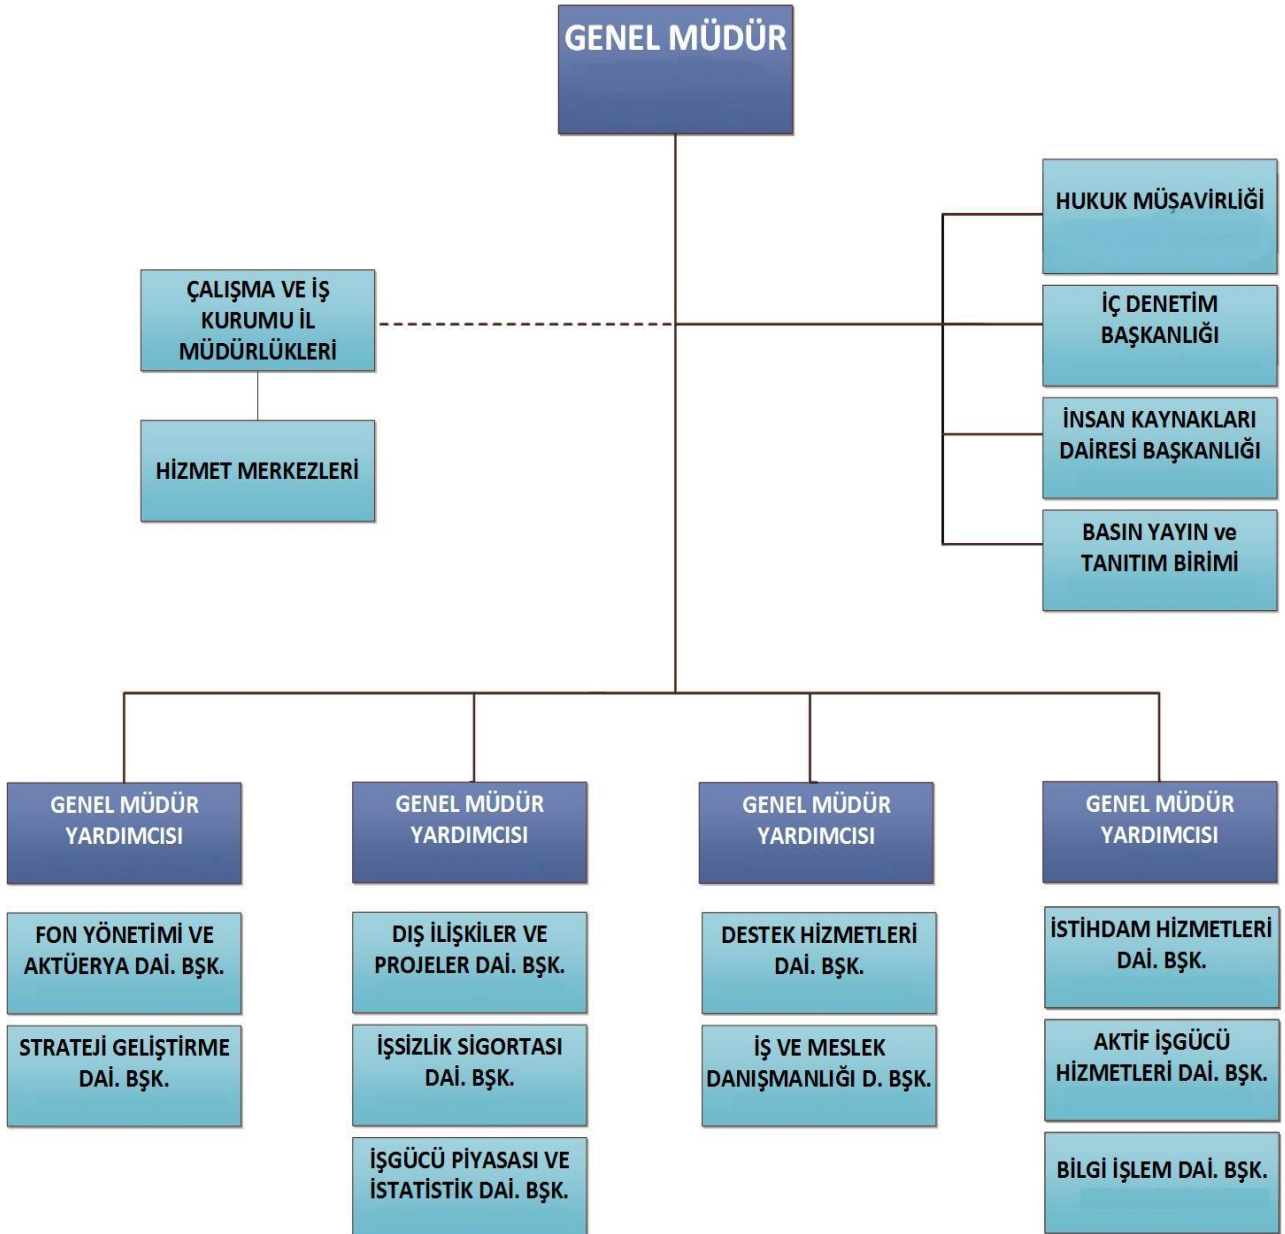 GENEL MÜDÜR
HUKUK MÜŞAVİRLİĞİ
ÇALIŞMA VE İŞ
KURUMU İL
MÜDÜRLÜKLERİ
İÇ DENETİM
BAŞKANLIĞI
HİZMET MERKEZLERİ
İNSAN KAYNAKLARI
DAİRESİ BAŞKANLIĞI
BASIN YAYIN ve
TANITIM BİRİMİ
GENEL MÜDÜR
YARDIMCISI
FON YÖNETİMİ VE
AKTÜERYA DAİ. BŞK.
STRATEJİ GELİŞTİRME
DAİ. BŞK.
GENEL MÜDÜR
YARDIMCISI
DIŞ İLİŞKİLER VE
PROJELER DAİ. BŞK.
İŞSİZLİK SİGORTASI
DAİ. BŞK.
İŞGÜCÜ PİYASASI VE
İSTATİSTİK DAİ. BŞK.
GENEL MÜDÜR
YARDIMCISI
DESTEK HİZMETLERİ
DAİ. BŞK.
İŞ VE MESLEK
DANIŞMANLIĞI D. BŞK.
GENEL MÜDÜR
YARDIMCISI
İSTİHDAM HİZMETLERİ
DAİ. BŞK.
AKTİF İŞGÜCÜ
HİZMETLERİ DAİ. BŞK.
BİLGİ İŞLEM DAİ. BŞK.